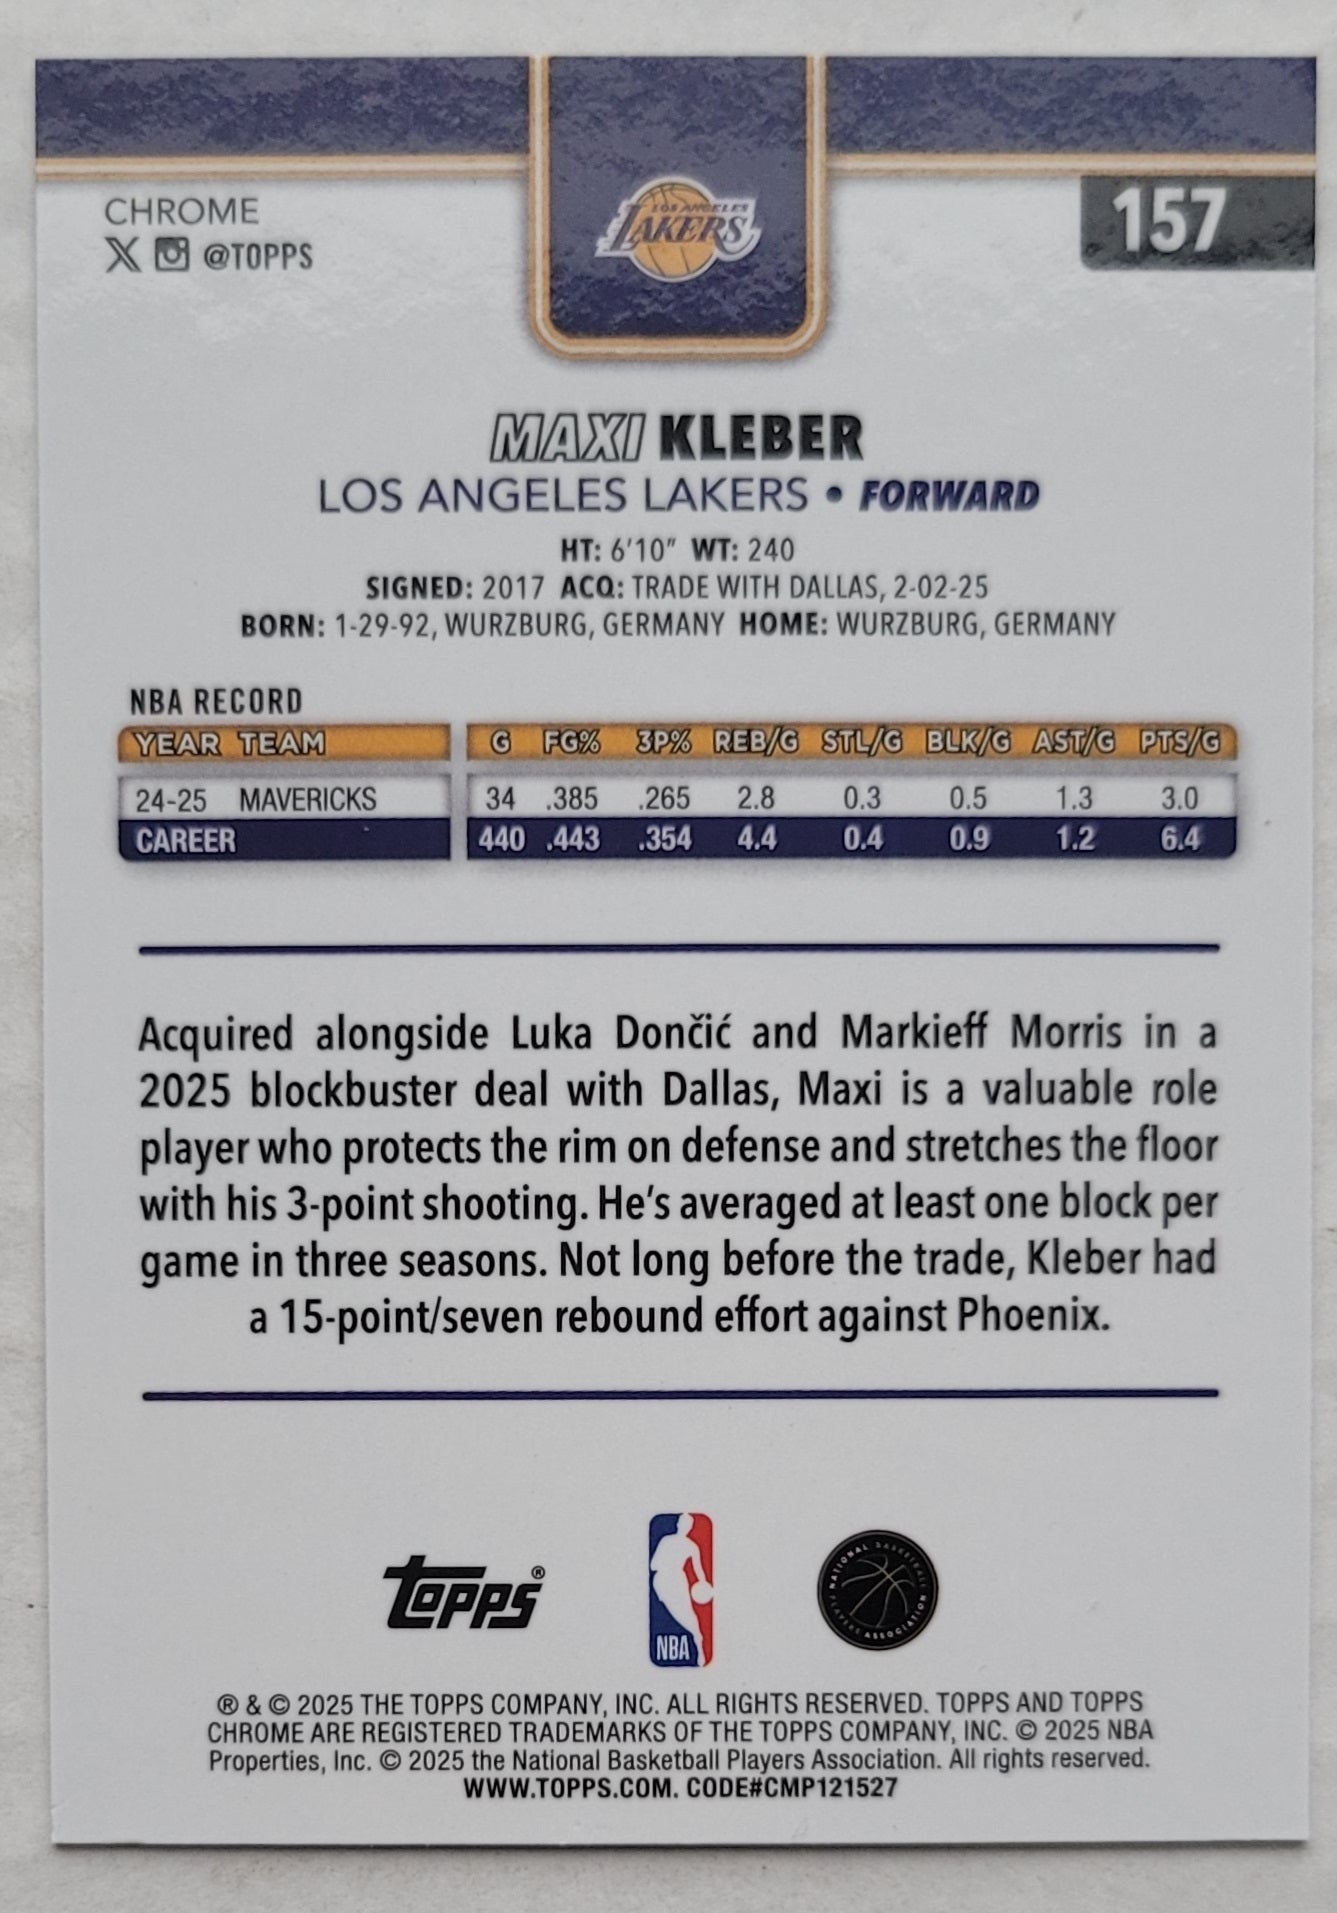 CHROME
@TOPPS
LOS ANGELES
LAKERS
157
MAXI KLEBER
LOS ANGELES LAKERS • FORWARD
HT: 6'10" WT: 240
SIGNED: 2017 ACQ: TRADE WITH DALLAS, 2-02-25
BORN: 1-29-92, WURZBURG, GERMANY HOME: WURZBURG, GERMANY
NBA RECORD
YEAR TEAM G FG% 3P% REB/G STL/G BLK/G AST/G PTS/G
24-25 MAVERICKS 34 .385 .265 2.8 0.3 0.5 1.3 3.0
CAREER 440 .443 .354 4.4 0.4 0.9 1.2 6.4
Acquired alongside Luka Dončić and Markieff Morris in a
2025 blockbuster deal with Dallas, Maxi is a valuable role
player who protects the rim on defense and stretches the floor
with his 3-point shooting. He's averaged at least one block per
game in three seasons. Not long before the trade, Kleber had
a 15-point/seven rebound effort against Phoenix.
Topps®
NBA
NATIONAL BASKETBALL PLAYERS ASSOCIATION
® & © 2025 THE TOPPS COMPANY, INC. ALL RIGHTS RESERVED. TOPPS AND TOPPS
CHROME ARE REGISTERED TRADEMARKS OF THE TOPPS COMPANY, INC. © 2025 NBA
Properties, Inc. © 2025 the National Basketball Players Association. All rights reserved.
WWW.TOPPS.COM. CODE#CMP121527